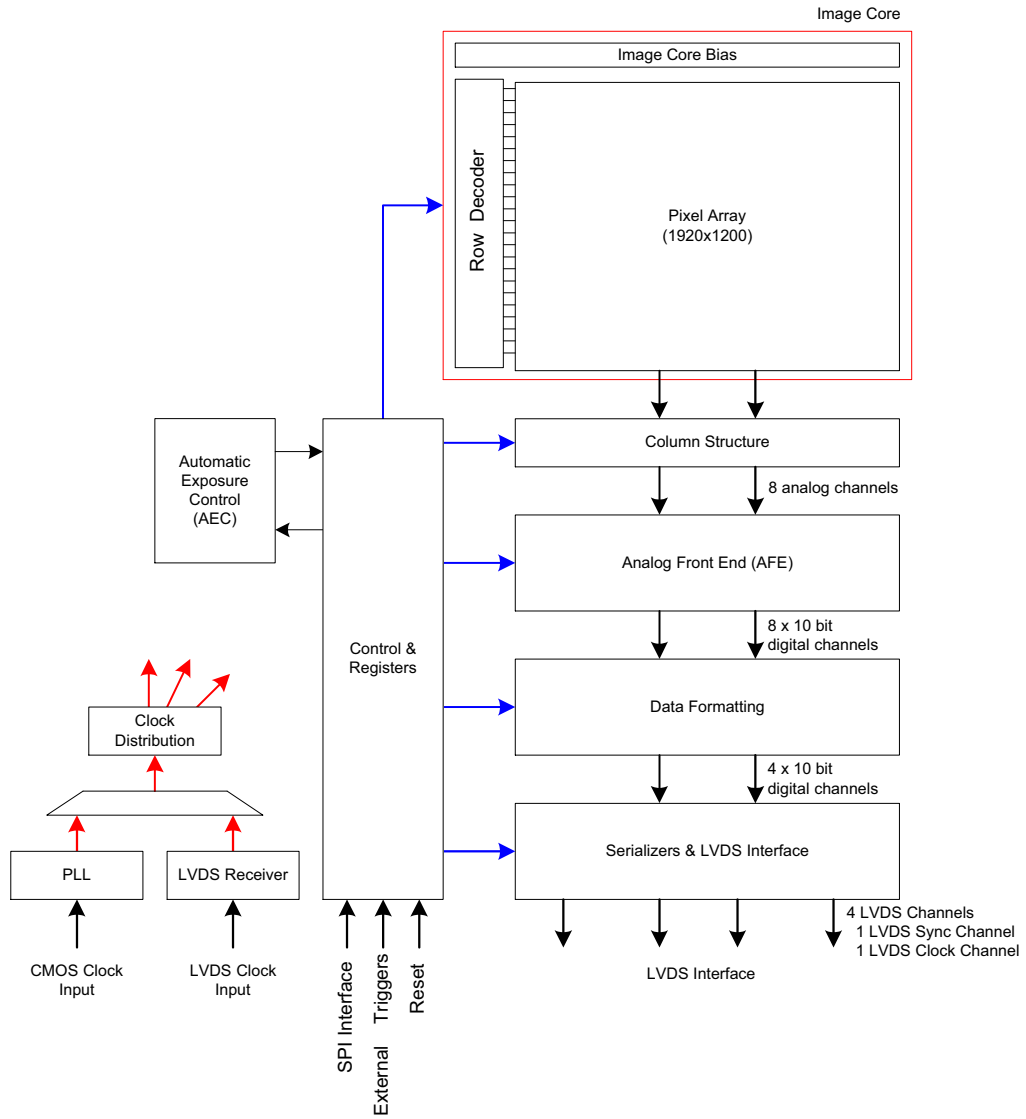 Image Core
Image Core Bias
Row Decoder
Pixel Array
(1920x1200)
Column Structure
8 analog channels
Automatic
Exposure
Control
(AEC)
Analog Front End (AFE)
8 x 10 bit
digital channels
Control &
Registers
Data Formatting
Clock
Distribution
4 x 10 bit
digital channels
Serializers & LVDS Interface
PLL
LVDS Receiver
4 LVDS Channels
1 LVDS Sync Channel
1 LVDS Clock Channel
CMOS Clock
Input
LVDS Clock
Input
SPI Interface
External Triggers
Reset
LVDS Interface